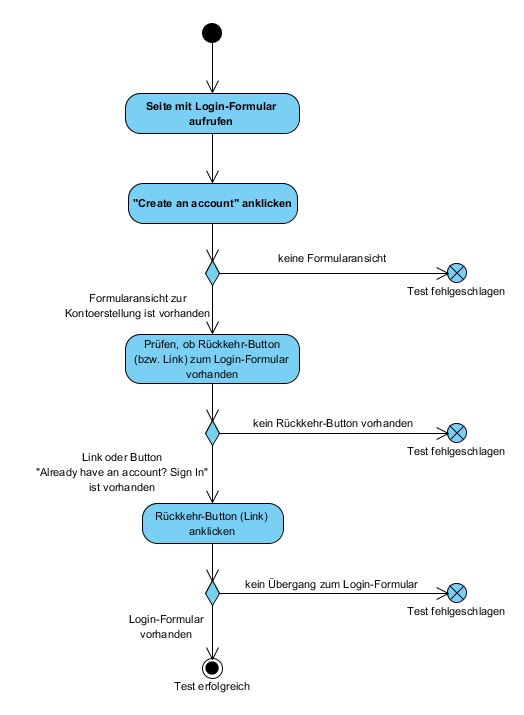 Seite mit Login-Formular
aufrufen
"Create an account" anklicken
keine Formularansicht
Test fehlgeschlagen
Formularansicht zur
Kontoerstellung ist vorhanden
Prüfen, ob Rückkehr-Button
(bzw. Link) zum Login-Formular
vorhanden
kein Rückkehr-Button vorhanden
Test fehlgeschlagen
Link oder Button
"Already have an account? Sign In"
ist vorhanden
Rückkehr-Button (Link)
anklicken
kein Übergang zum Login-Formular
Test fehlgeschlagen
Login-Formular
vorhanden
Test erfolgreich